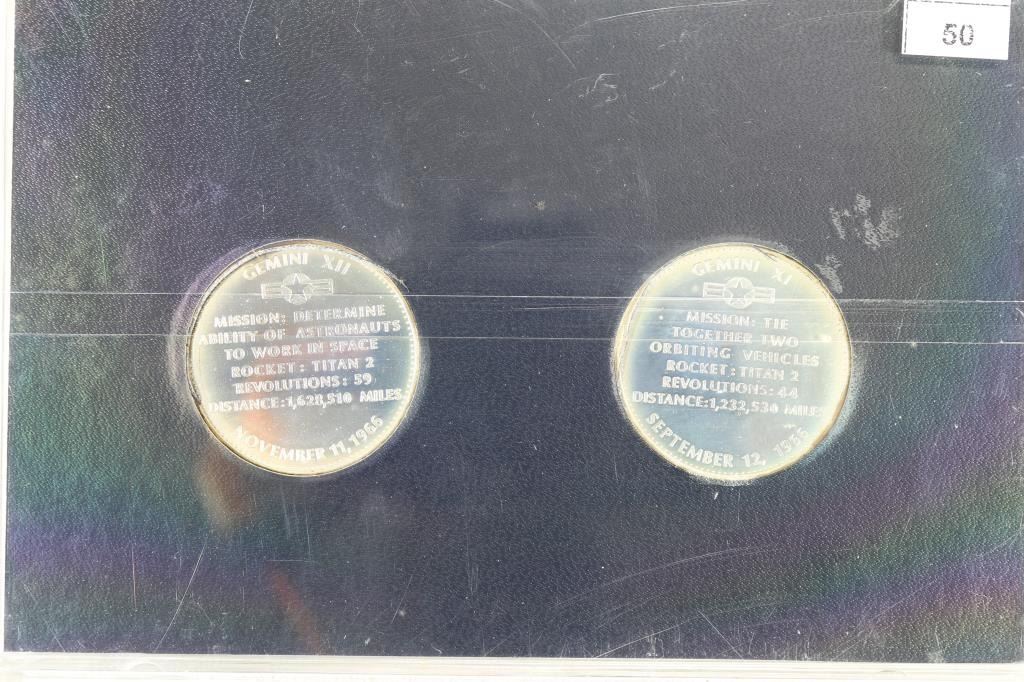 50
GEMINI XII
MISSION: DETERMINE
ABILITY OF ASTRONAUTS
TO WORK IN SPACE
ROCKET: TITAN 2
REVOLUTIONS: 59
DISTANCE: 1,628,510 MILES
NOVEMBER 11, 1966
GEMINI XI
MISSION: TIE
TOGETHER TWO
ORBITING VEHICLES
ROCKET: TITAN 2
REVOLUTIONS: 44
DISTANCE: 1,232,530 MILES
SEPTEMBER 12, 1966